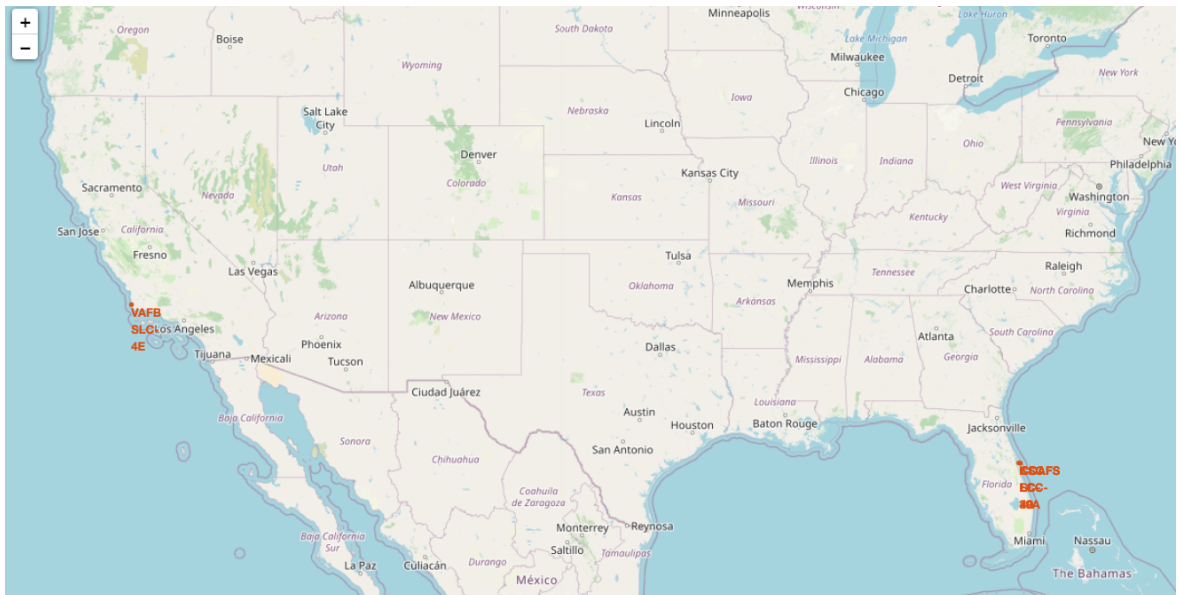 +
−
Oregon
Boise
South Dakota
Minneapolis
Wisconsin
Lake Michigan
Lake Huron
Toronto
Wyoming
Milwaukee
Detroit
Chicago
New York
Salt Lake
City
Nebraska
Iowa
Lincoln
Pennsylvania
Illinois
Indiana
Ohio
Philadelphia
Sacramento
Nevada
Utah
Denver
Colorado
Kansas
Kansas City
Missouri
West Virginia
Washington
Virginia
Kentucky
Richmond
San Jose
California
Fresno
Las Vegas
Tulsa
Raleigh
Albuquerque
Oklahoma
Memphis
Tennessee
Charlotte
North Carolina
VAFB
SLC-
4E
Los Angeles
Arizona
New Mexico
Arkansas
South Carolina
Tijuana
Mexicali
Phoenix
Tucson
Dallas
Mississippi
Alabama
Atlanta
Georgia
Ciudad Juárez
Texas
Louisiana
Baja California
Austin
Houston
Baton Rouge
Jacksonville
Sonora
Chihuahua
San Antonio
Florida
Coahuila
de Zaragoza
Monterrey
Reynosa
Miami
Nassau
Baja California
Sur
Saltillo
Tamaulipas
La Paz
Culiacán
Durango
México
The Bahamas